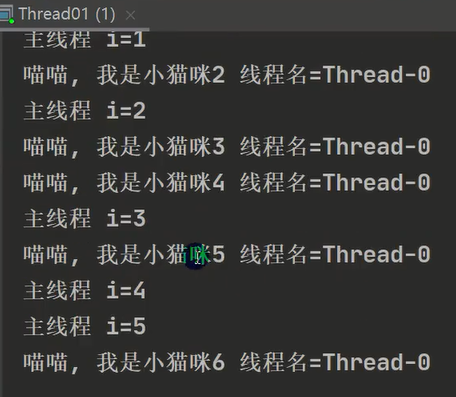 Thread01 (1)
主线程 i=1
喵喵, 我是小猫咪2 线程名=Thread-0
主线程 i=2
喵喵, 我是小猫咪3 线程名=Thread-0
喵喵, 我是小猫咪4 线程名=Thread-0
主线程 i=3
喵喵, 我是小猫咪5 线程名=Thread-0
主线程 i=4
主线程 i=5
喵喵, 我是小猫咪6 线程名=Thread-0